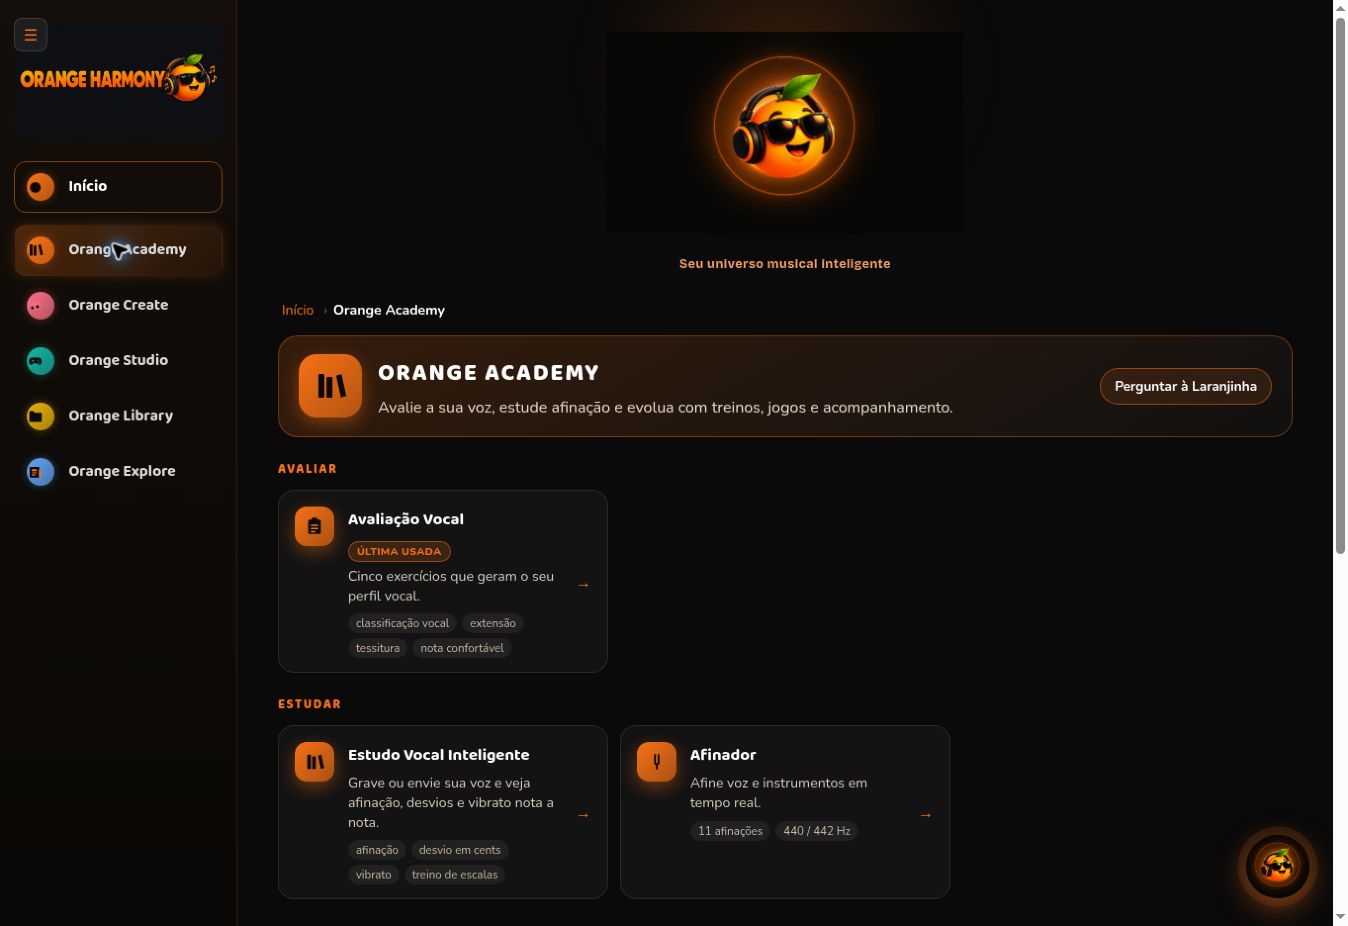 ☰
ORANGE HARMONY
Início
Orange Academy
Orange Create
Orange Studio
Orange Library
Orange Explore
Seu universo musical inteligente
Início › Orange Academy
ORANGE ACADEMY
Avalie a sua voz, estude afinação e evolua com treinos, jogos e acompanhamento.
Perguntar à Laranjinha
AVALIAR
Avaliação Vocal
ÚLTIMA USADA
Cinco exercícios que geram o seu
perfil vocal.
→
classificação vocal extensão
tessitura nota confortável
ESTUDAR
Estudo Vocal Inteligente
Grave ou envie sua voz e veja
afinação, desvios e vibrato nota a
nota.
→
afinação desvio em cents
vibrato treino de escalas
Afinador
Afine voz e instrumentos em
tempo real.
→
11 afinações 440 / 442 Hz